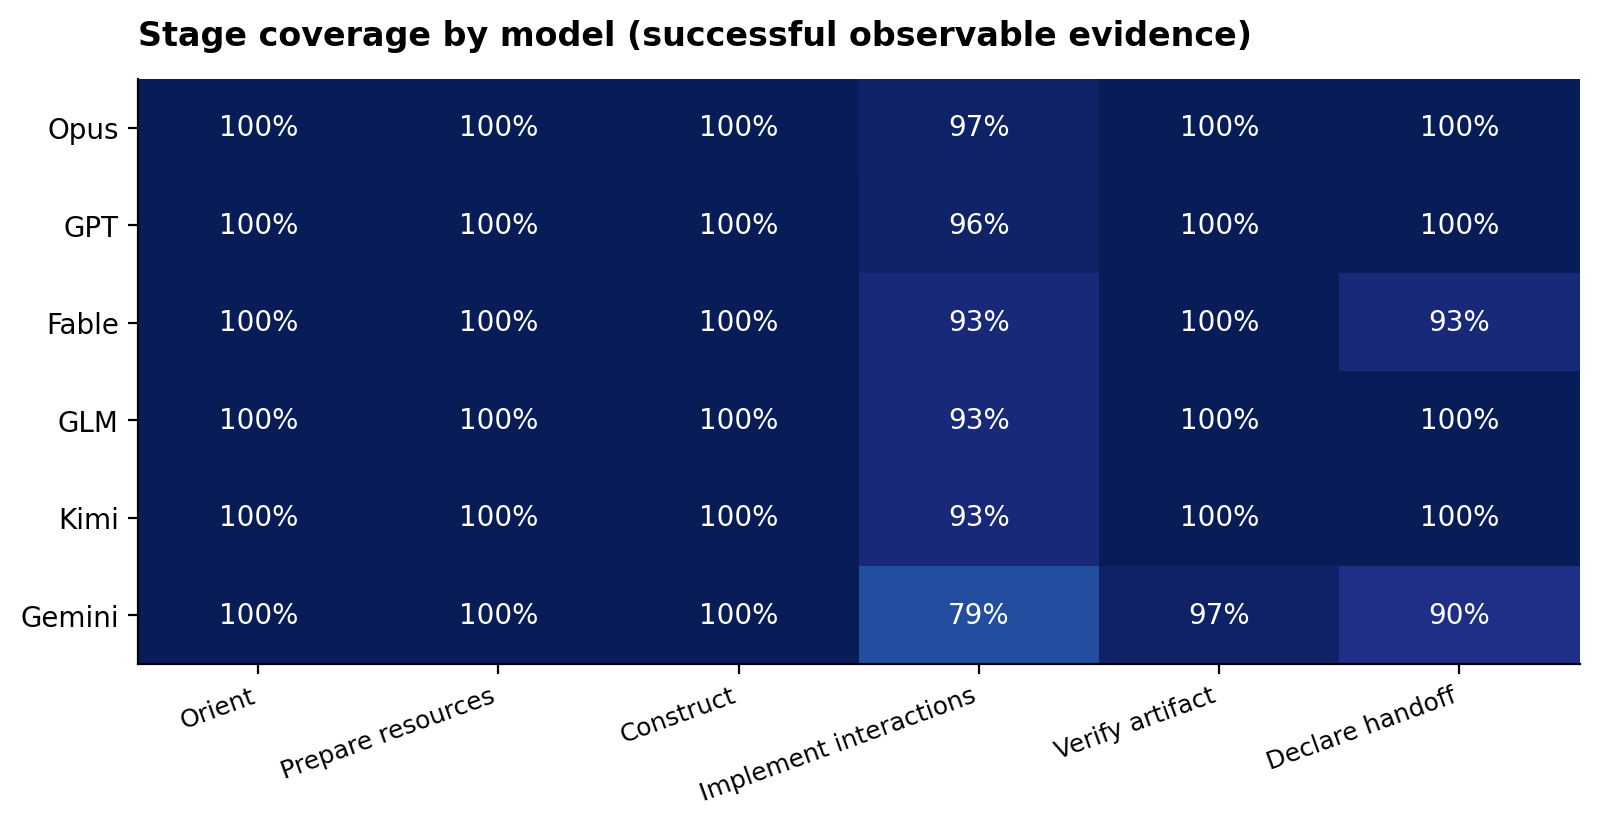 Stage coverage by model (successful observable evidence)
Opus 100% 100% 100% 97% 100% 100%
GPT 100% 100% 100% 96% 100% 100%
Fable 100% 100% 100% 93% 100% 93%
GLM 100% 100% 100% 93% 100% 100%
Kimi 100% 100% 100% 93% 100% 100%
Gemini 100% 100% 100% 79% 97% 90%
Orient
Prepare resources
Construct
Implement interactions
Verify artifact
Declare handoff